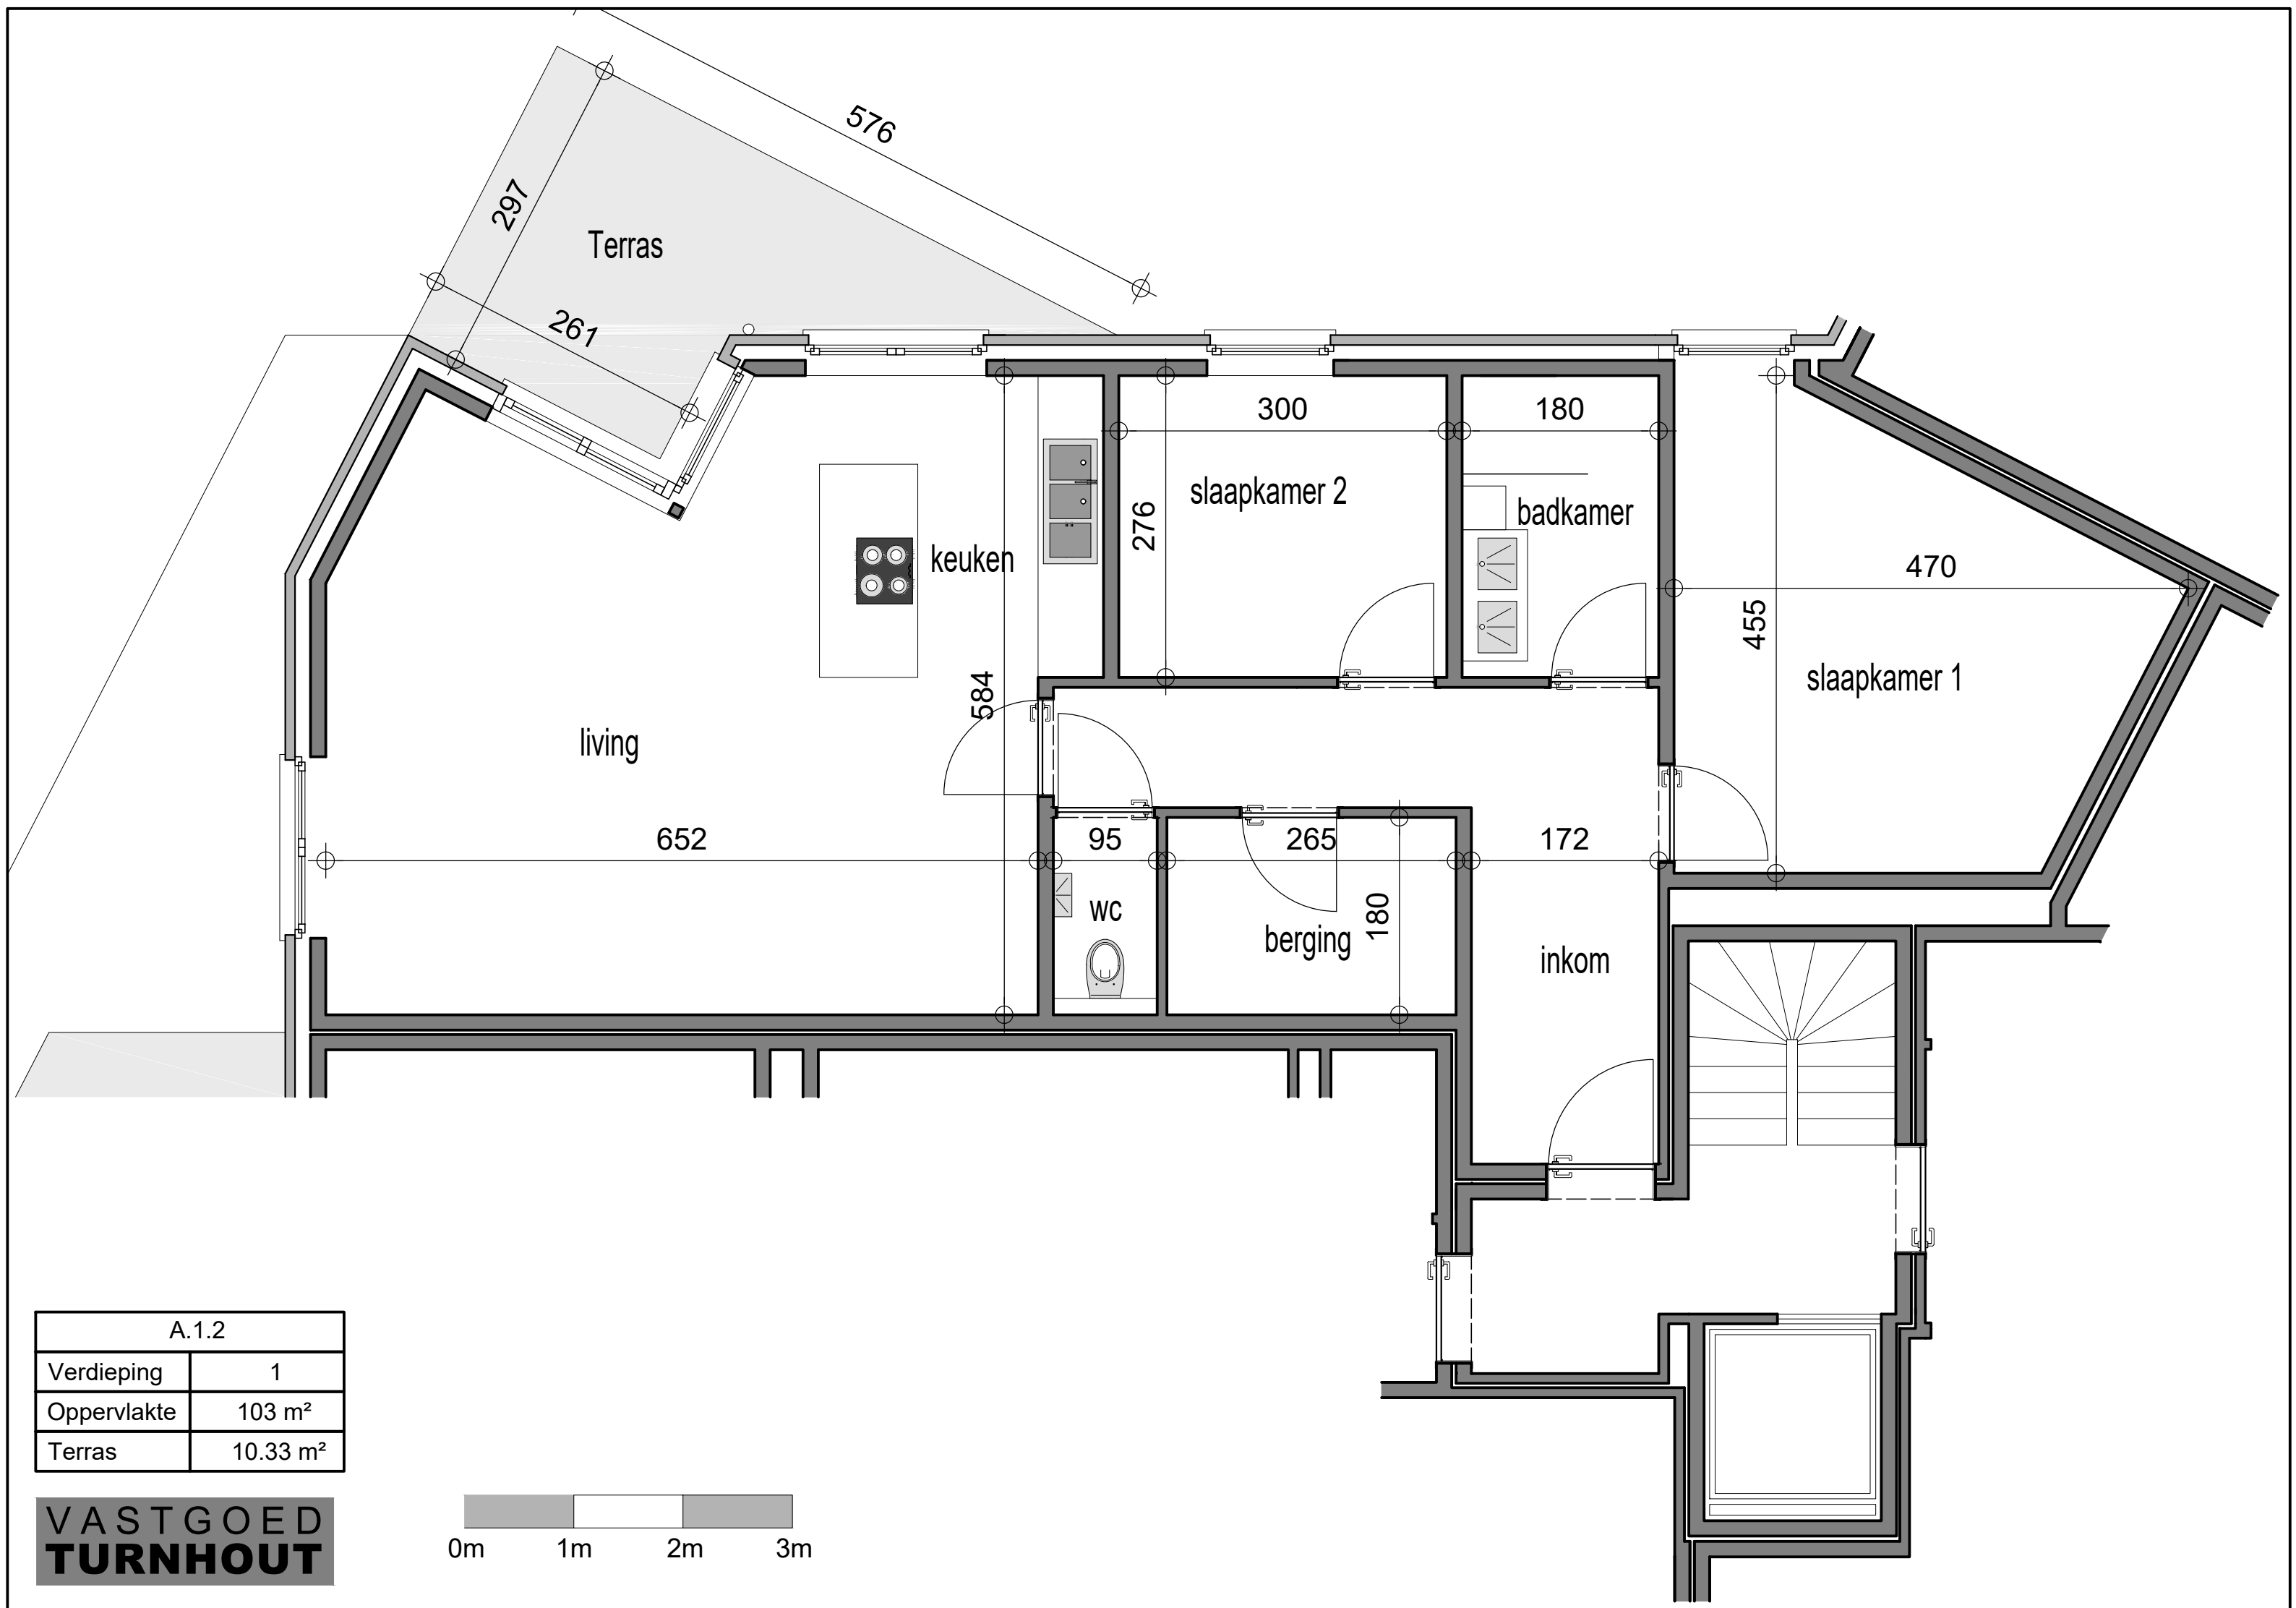 576
297
Terras
261
300
180
slaapkamer 2
276
badkamer
keuken
470
455
slaapkamer 1
584
living
652
95
265
172
wc
berging
180
inkom
A.1.2
Verdieping 1
Oppervlakte 103 m²
Terras 10.33 m²
VASTGOED
TURNHOUT
0m 1m 2m 3m